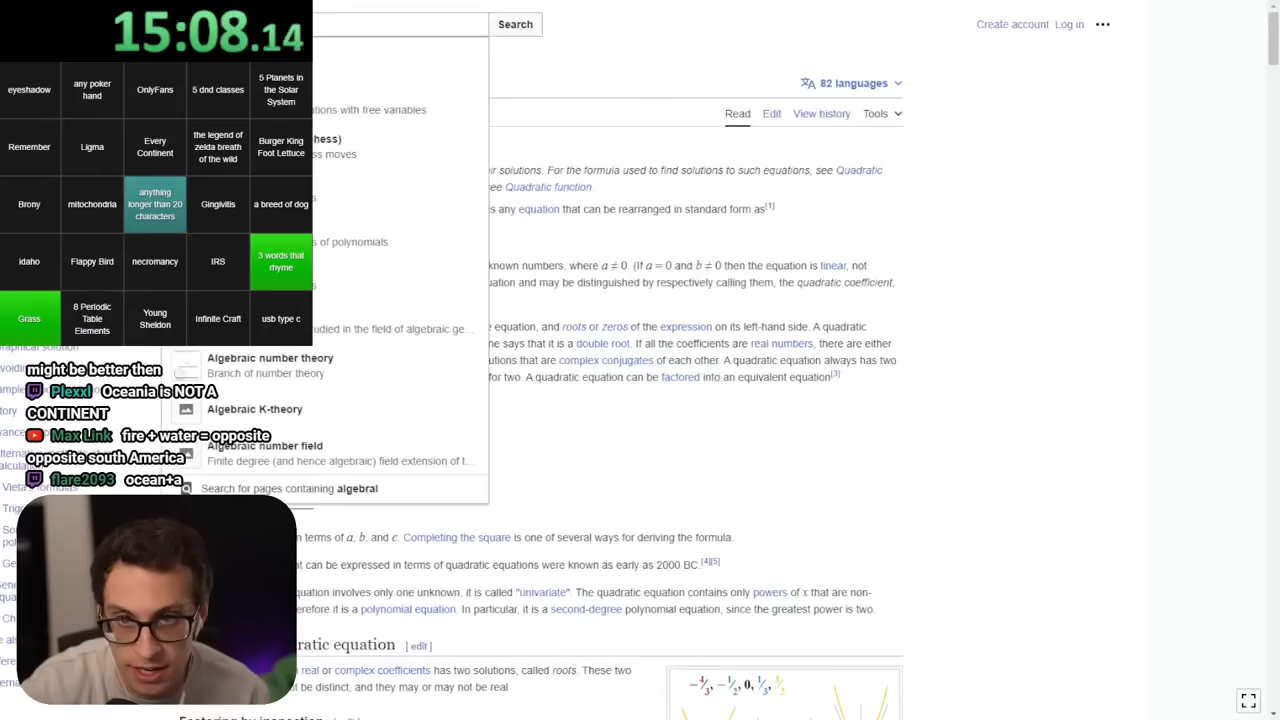 15:08.14
Search
Create account Log in
eyeshadow
any poker
hand
OnlyFans
5 dnd classes
5 Planets in
the Solar
System
Remember
Ligma
Every
Continent
the legend of
zelda breath
of the wild
Burger King
Foot Lettuce
Brony
mitochondria
anything
longer than 20
characters
Gingivitis
a breed of dog
idaho
Flappy Bird
necromancy
IRS
3 words that
rhyme
Grass
8 Periodic
Table
Elements
Young
Sheldon
Infinite Craft
usb type c
might be better then
Plexxl Oceania is NOT A
CONTINENT
Max Link fire + water = opposite
opposite south America
flare2093 ocean+a
tions with free variables
hess)
ss moves
s
s of polynomials
s
tudied in the field of algebraic ge...
Algebraic number theory
Branch of number theory
Algebraic K-theory
Algebraic number field
Finite degree (and hence algebraic) field extension of t...
Search for pages containing algebral
82 languages
Read Edit View history Tools
ir solutions. For the formula used to find solutions to such equations, see Quadratic
ee Quadratic function.
is any equation that can be rearranged in standard form as[1]
known numbers, where a ≠ 0. (If a = 0 and b ≠ 0 then the equation is linear, not
uation and may be distinguished by respectively calling them, the quadratic coefficient,
e equation, and roots or zeros of the expression on its left-hand side. A quadratic
ne says that it is a double root. If all the coefficients are real numbers, there are either
utions that are complex conjugates of each other. A quadratic equation always has two
for two. A quadratic equation can be factored into an equivalent equation[3]
n terms of a, b, and c. Completing the square is one of several ways for deriving the formula.
at can be expressed in terms of quadratic equations were known as early as 2000 BC.[4][5]
quation involves only one unknown, it is called "univariate". The quadratic equation contains only powers of x that are non-
erefore it is a polynomial equation. In particular, it is a second-degree polynomial equation, since the greatest power is two.
ratic equation [ edit ]
real or complex coefficients has two solutions, called roots. These two
t be distinct, and they may or may not be real.
−4/3, −1/2, 0, 1/3, 3/2